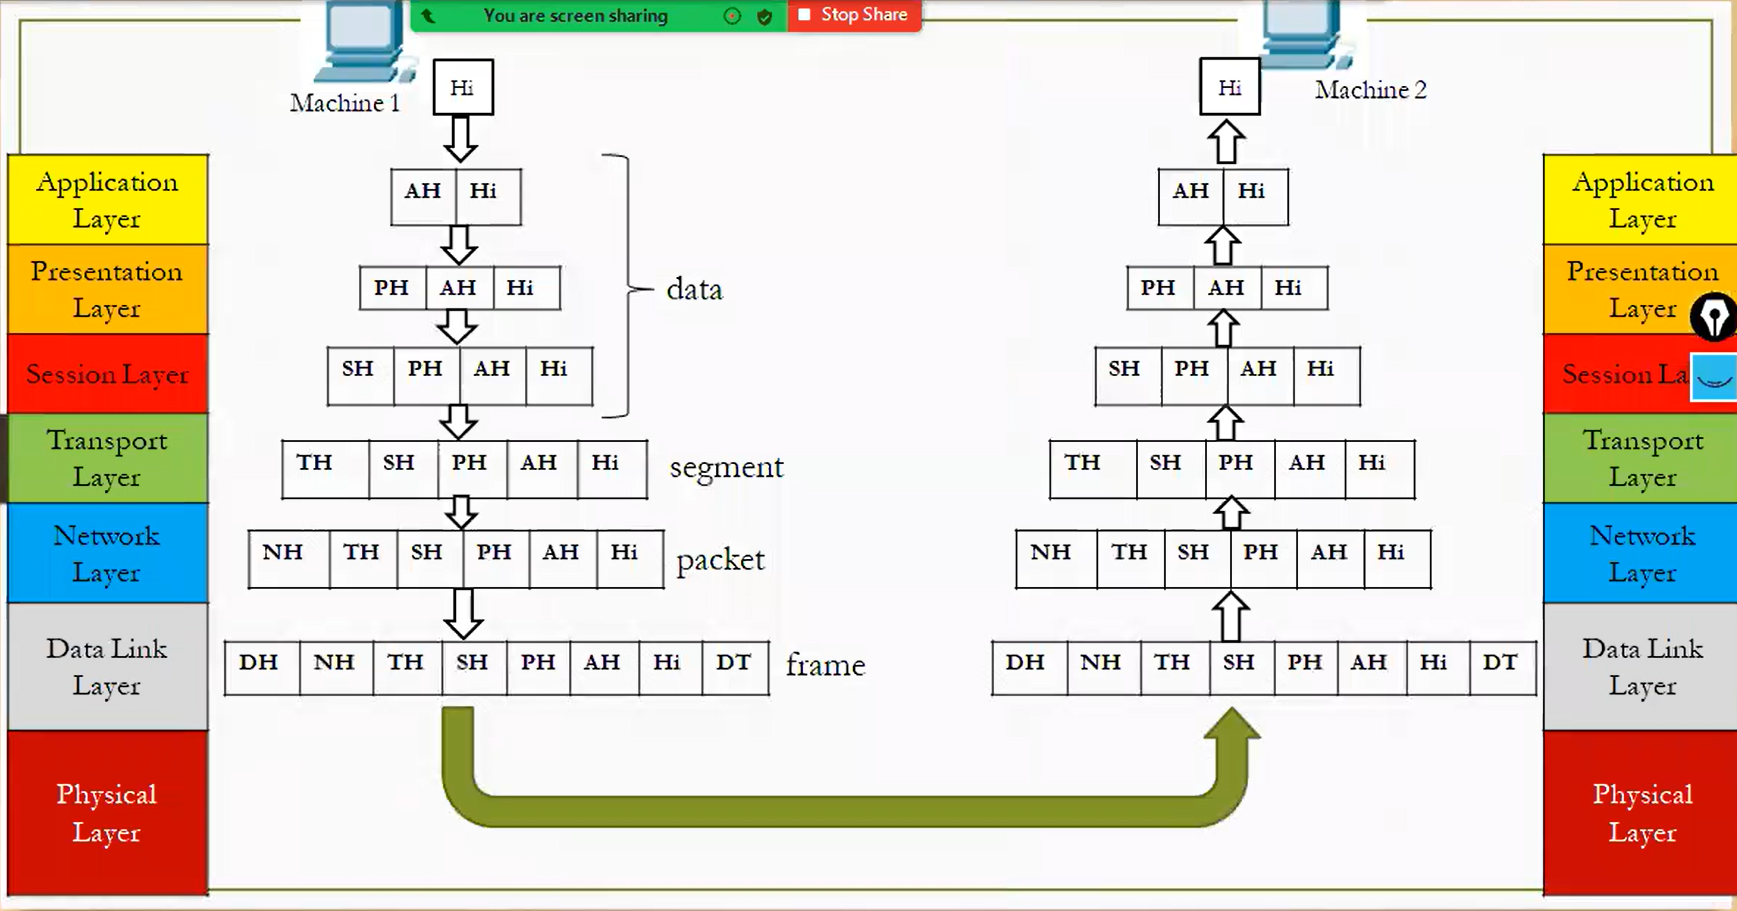 You are screen sharing
Stop Share
Machine 1
Hi
Hi
Machine 2
Application
Layer
AH Hi
AH Hi
Application
Layer
Presentation
Layer
PH AH Hi
data
PH AH Hi
Presentation
Layer
Session Layer
SH PH AH Hi
SH PH AH Hi
Session La
Transport
Layer
TH SH PH AH Hi
segment
TH SH PH AH Hi
Transport
Layer
Network
Layer
NH TH SH PH AH Hi
packet
NH TH SH PH AH Hi
Network
Layer
Data Link
Layer
DH NH TH SH PH AH Hi DT
frame
DH NH TH SH PH AH Hi DT
Data Link
Layer
Physical
Layer
Physical
Layer